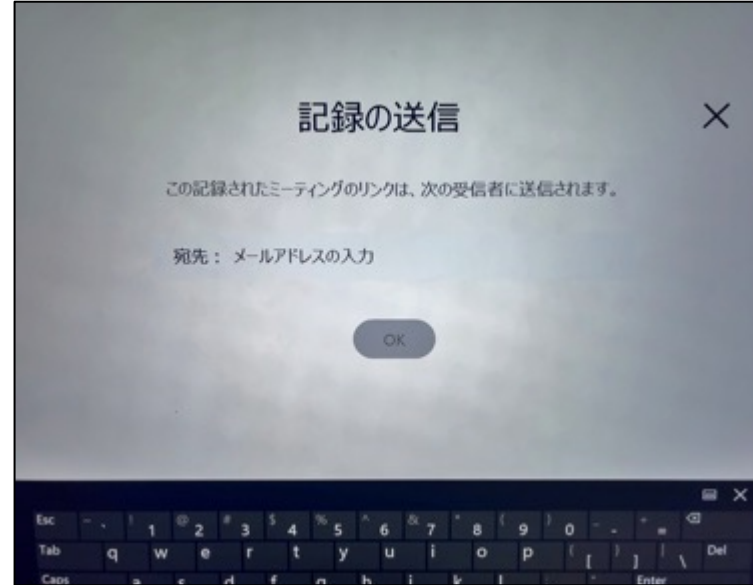 記録の送信
この記録されたミーティングのリンクは、次の受信者に送信されます。
宛先： メールアドレスの入力
OK
Esc ~ ` ! 1 @ 2 # 3 $ 4 % 5 ^ 6 & 7 * 8 ( 9 ) 0 _ - + =
Tab q w e r t y u i o p { [ } ] | \ Del
Caps a s d f g h j k l Enter